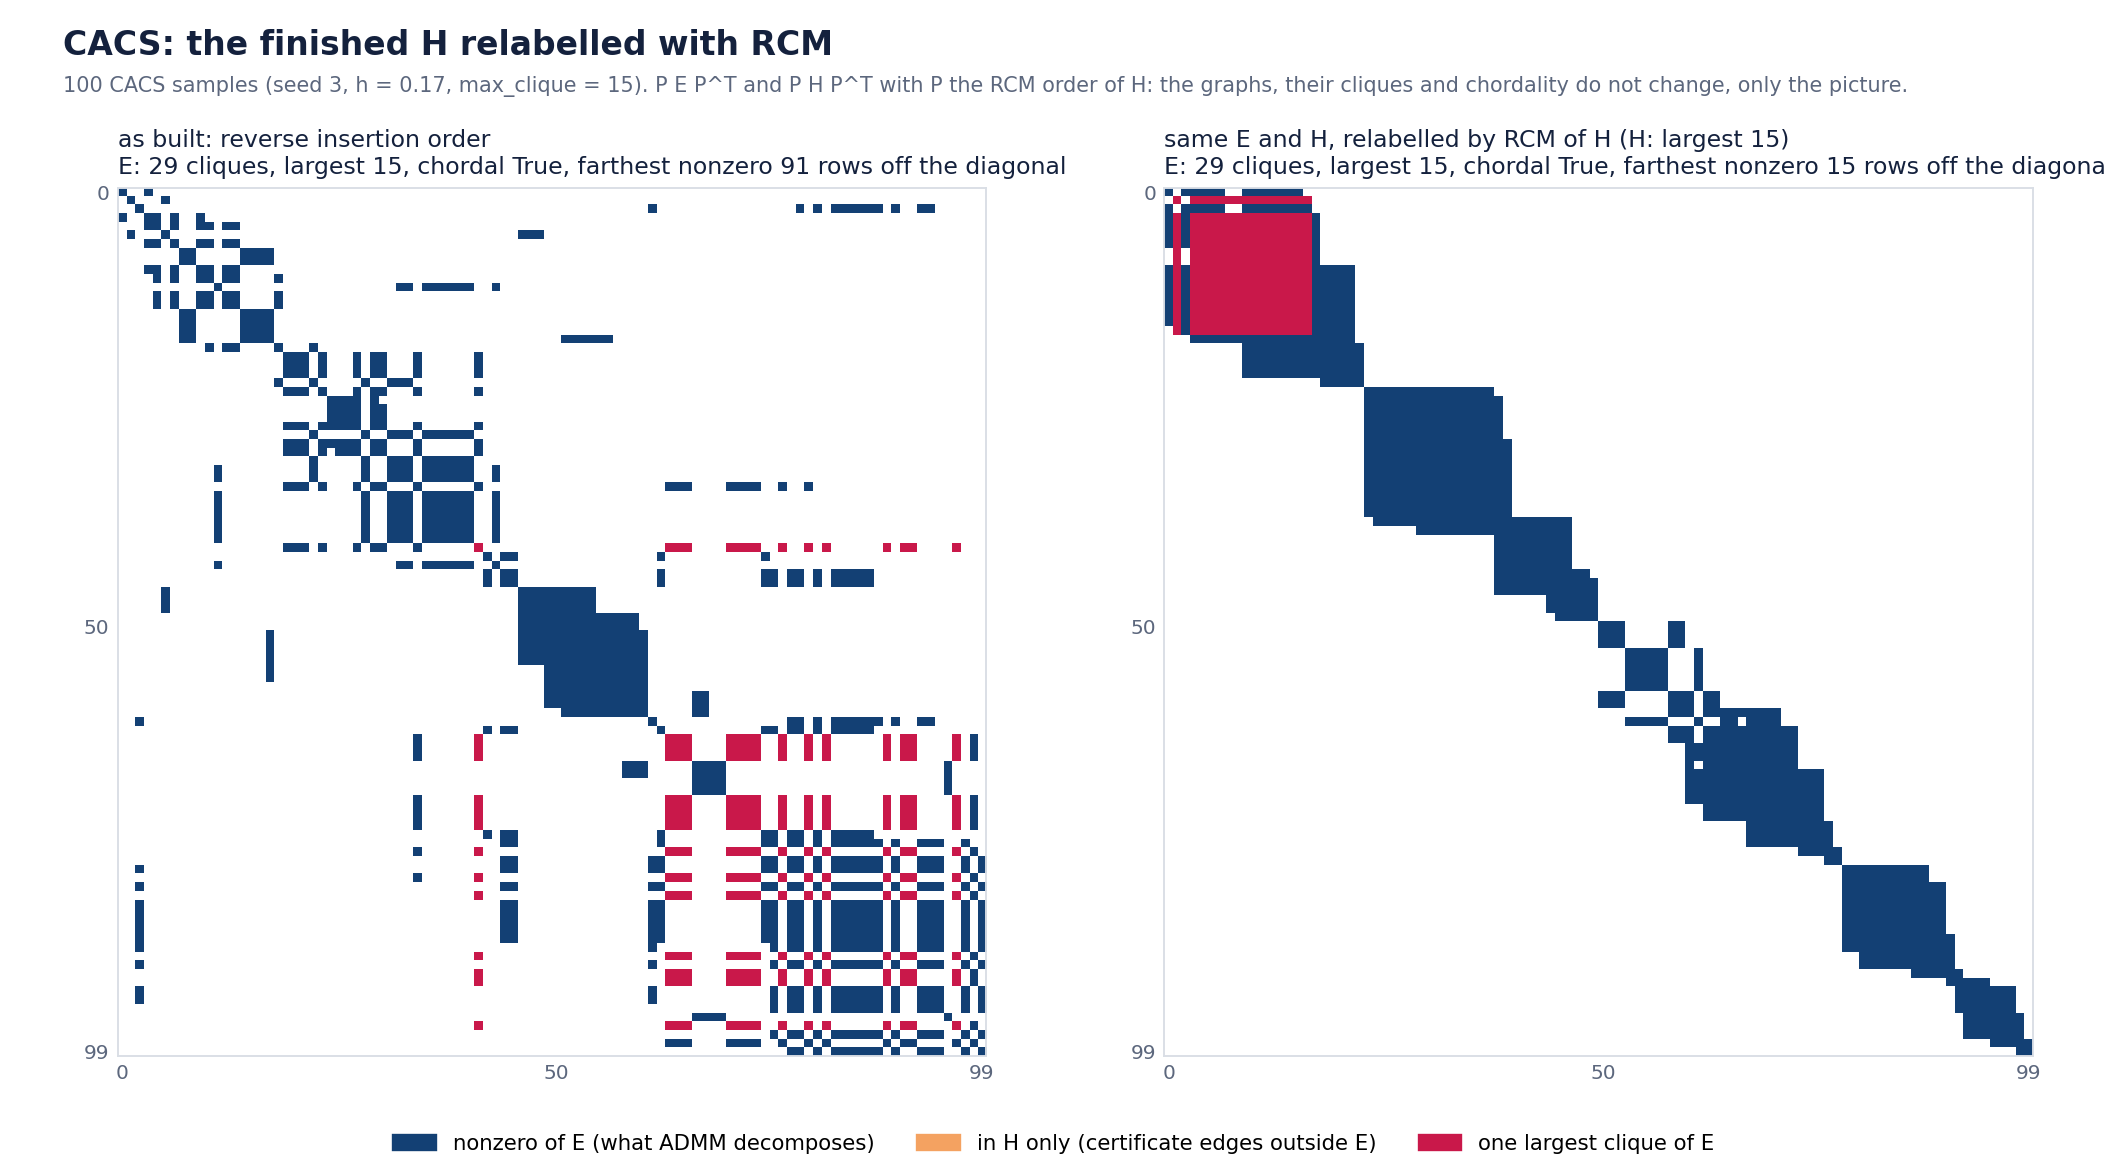 CACS: the finished H relabelled with RCM
100 CACS samples (seed 3, h = 0.17, max_clique = 15). P E P^T and P H P^T with P the RCM order of H: the graphs, their cliques and chordality do not change, only the picture.
as built: reverse insertion order
E: 29 cliques, largest 15, chordal True, farthest nonzero 91 rows off the diagonal
same E and H, relabelled by RCM of H (H: largest 15)
E: 29 cliques, largest 15, chordal True, farthest nonzero 15 rows off the diagona
0
50
99
0
50
99
0
50
99
0
50
99
nonzero of E (what ADMM decomposes)
in H only (certificate edges outside E)
one largest clique of E